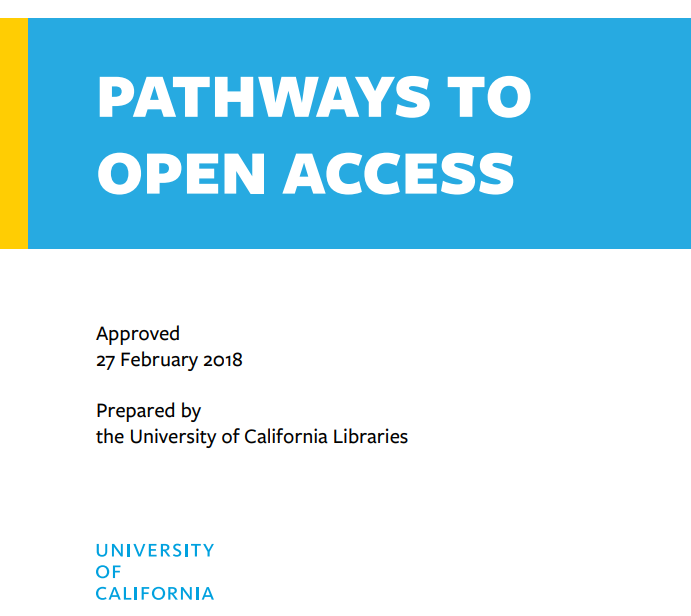 PATHWAYS TO
OPEN ACCESS
Approved
27 February 2018
Prepared by
the University of California Libraries
UNIVERSITY
OF
CALIFORNIA